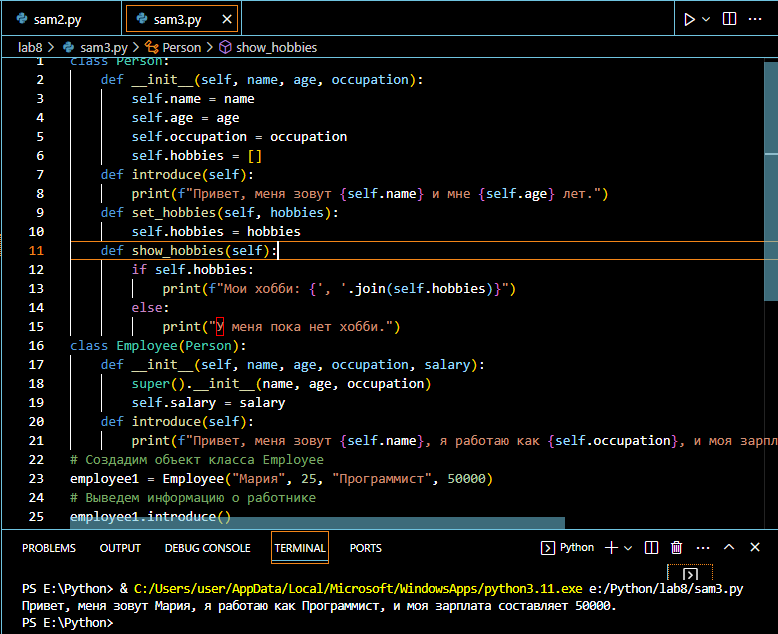 sam2.py sam3.py
lab8 > sam3.py > Person > show_hobbies
1 class Person:
2 def __init__(self, name, age, occupation):
3 self.name = name
4 self.age = age
5 self.occupation = occupation
6 self.hobbies = []
7 def introduce(self):
8 print(f"Привет, меня зовут {self.name} и мне {self.age} лет.")
9 def set_hobbies(self, hobbies):
10 self.hobbies = hobbies
11 def show_hobbies(self):
12 if self.hobbies:
13 print(f"Мои хобби: {', '.join(self.hobbies)}")
14 else:
15 print("У меня пока нет хобби.")
16 class Employee(Person):
17 def __init__(self, name, age, occupation, salary):
18 super().__init__(name, age, occupation)
19 self.salary = salary
20 def introduce(self):
21 print(f"Привет, меня зовут {self.name}, я работаю как {self.occupation}, и моя зарпл
22 # Создадим объект класса Employee
23 employee1 = Employee("Мария", 25, "Программист", 50000)
24 # Выведем информацию о работнике
25 employee1.introduce()
PROBLEMS OUTPUT DEBUG CONSOLE TERMINAL PORTS Python
PS E:\Python> & C:/Users/user/AppData/Local/Microsoft/WindowsApps/python3.11.exe e:/Python/lab8/sam3.py
Привет, меня зовут Мария, я работаю как Программист, и моя зарплата составляет 50000.
PS E:\Python>